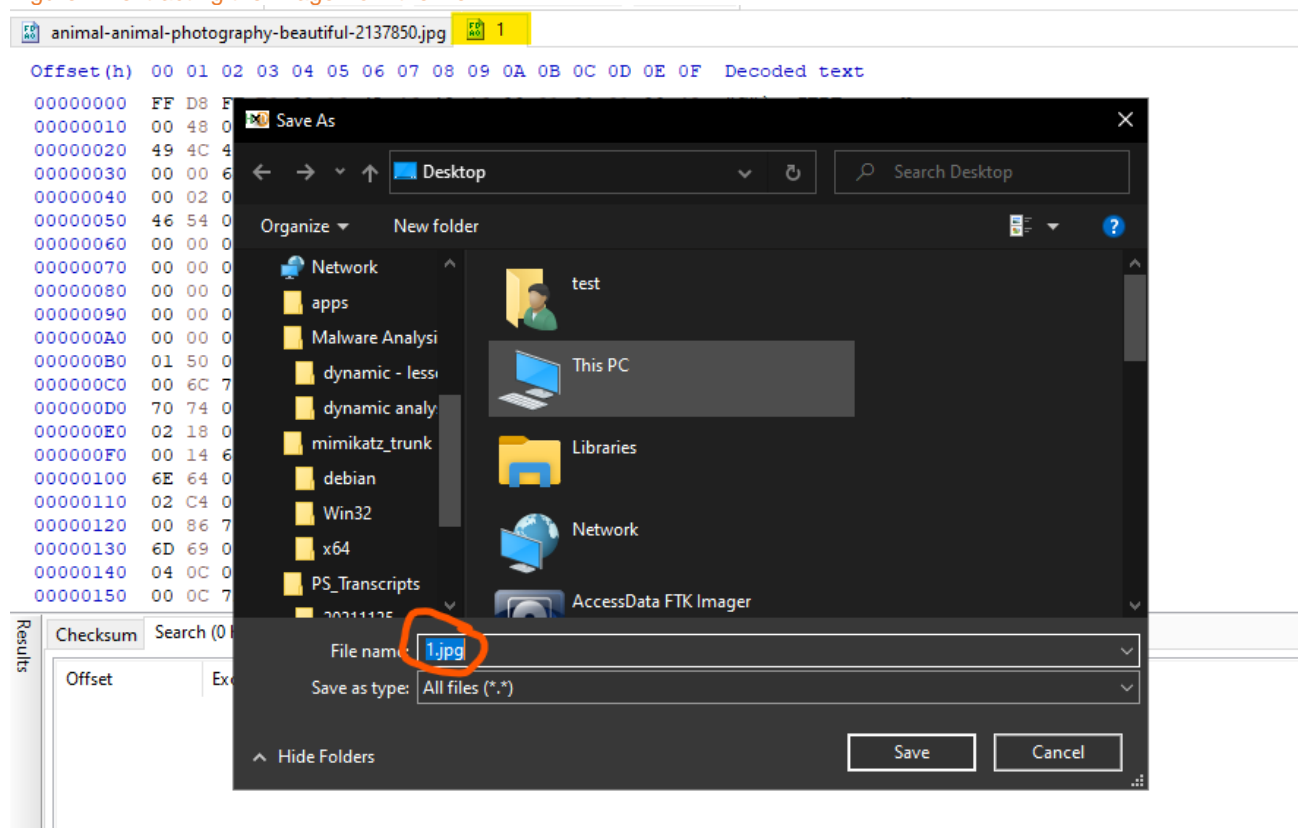 animal-animal-photography-beautiful-2137850.jpg 1
Offset(h) 00 01 02 03 04 05 06 07 08 09 0A 0B 0C 0D 0E 0F Decoded text
00000000 FF D8
00000010 00 48
00000020 49 4C
00000030 00 00
00000040 00 02
00000050 46 54
00000060 00 00
00000070 00 00
00000080 00 00
00000090 00 00
000000A0 00 00
000000B0 01 50
000000C0 00 6C
000000D0 70 74
000000E0 02 18
000000F0 00 14
00000100 6E 64
00000110 02 C4
00000120 00 86
00000130 6D 69
00000140 04 0C
00000150 00 0C
Save As
Desktop
Search Desktop
Organize
New folder
Network
apps
Malware Analysi
dynamic - less
dynamic analy
mimikatz_trunk
debian
Win32
x64
PS_Transcripts
20211125
test
This PC
Libraries
Network
AccessData FTK Imager
File name: 1.jpg
Save as type: All files (*.*)
Hide Folders
Save
Cancel
Results
Checksum
Search (0
Offset